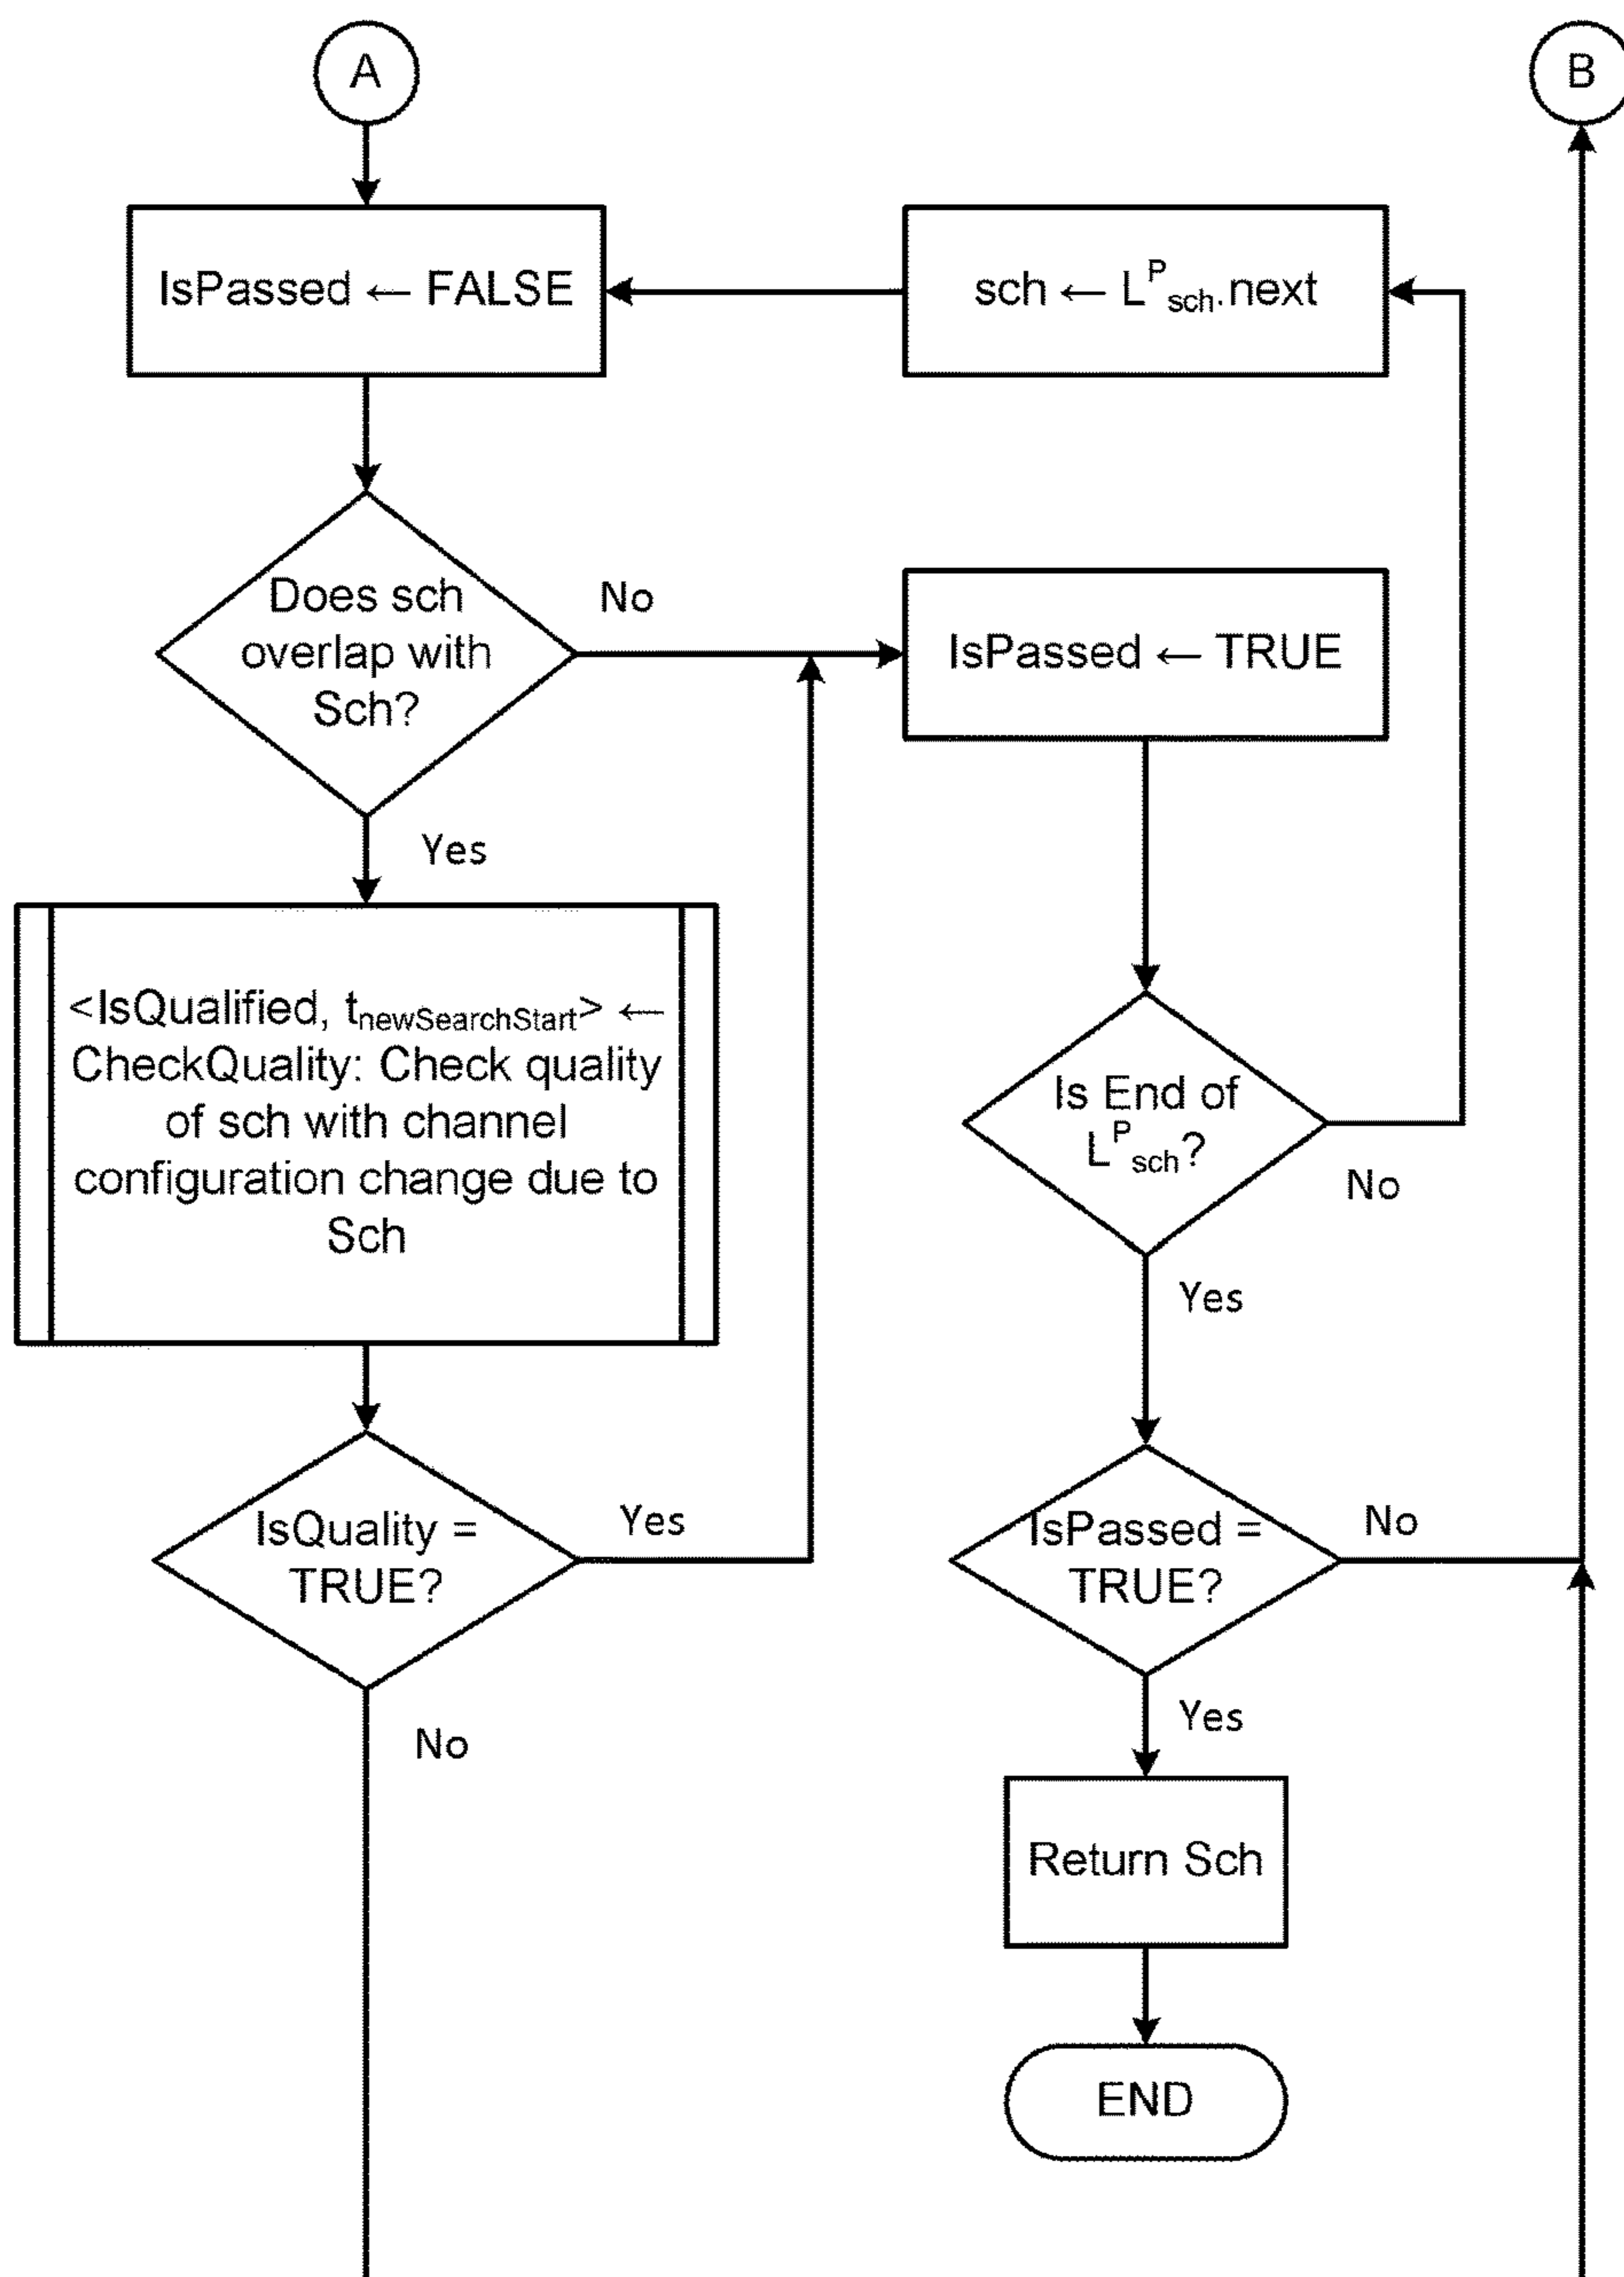 A
B
IsPassed ← FALSE
sch ← L^P_sch.next
Does sch
overlap with
Sch?
No
IsPassed ← TRUE
Yes
<IsQualified, t_newSearchStart> ←
CheckQuality: Check quality
of sch with channel
configuration change due to
Sch
Is End of
L^P_sch?
No
Yes
IsQuality =
TRUE?
Yes
No
IsPassed =
TRUE?
No
Yes
Return Sch
END